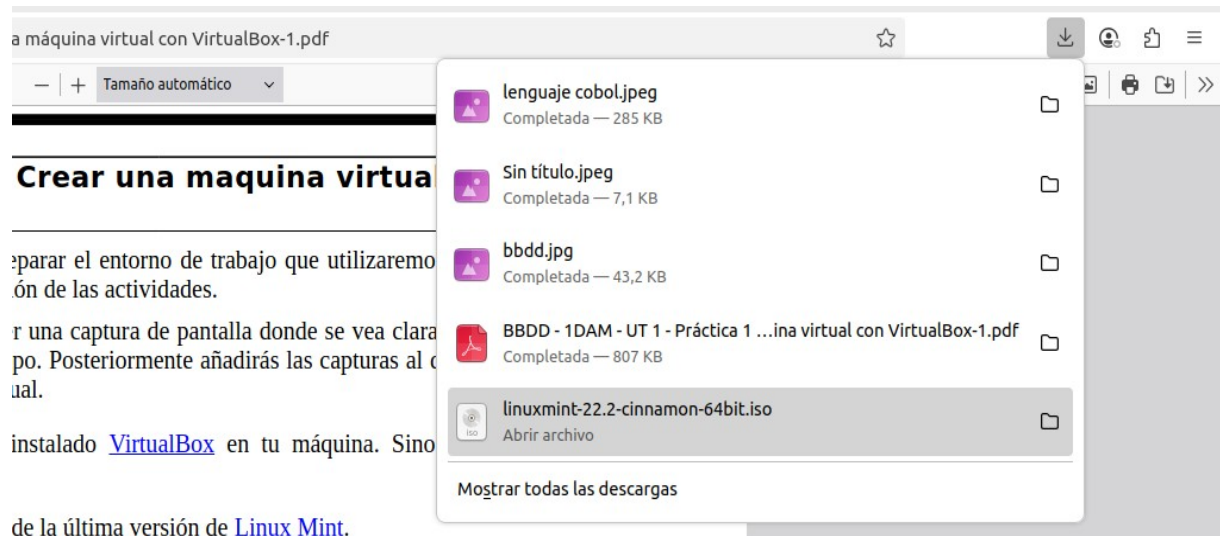 a máquina virtual con VirtualBox-1.pdf
Tamaño automático
lenguaje cobol.jpeg
Completada — 285 KB
Sin título.jpeg
Completada — 7,1 KB
bbdd.jpg
Completada — 43,2 KB
BBDD - 1DAM - UT 1 - Práctica 1 …ina virtual con VirtualBox-1.pdf
Completada — 807 KB
linuxmint-22.2-cinnamon-64bit.iso
Abrir archivo
iso
Mostrar todas las descargas
Crear una maquina virtual
eparar el entorno de trabajo que utilizaremo
ión de las actividades.
r una captura de pantalla donde se vea clara
po. Posteriormente añadirás las capturas al d
ual.
instalado VirtualBox en tu máquina. Sino
de la última versión de Linux Mint.